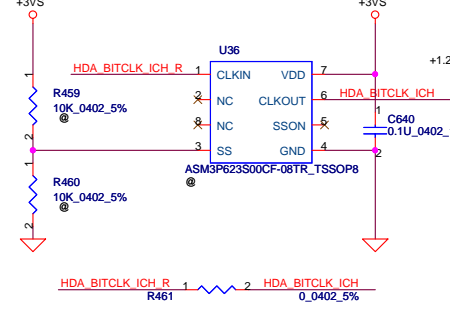 +3VS
+3VS
U36
HDA_BITCLK_ICH_R 1 CLKIN VDD 7
+1.2
1
R459
10K_0402_5%
@
2
2 NC CLKOUT 6 HDA_BITCLK_ICH
8 NC SSON 5
1
C640
0.1U_0402_
2
3 SS GND 4
ASM3P623S00CF-08TR_TSSOP8
@
1
R460
10K_0402_5%
@
2
HDA_BITCLK_ICH_R 1 2 HDA_BITCLK_ICH
R461 0_0402_5%